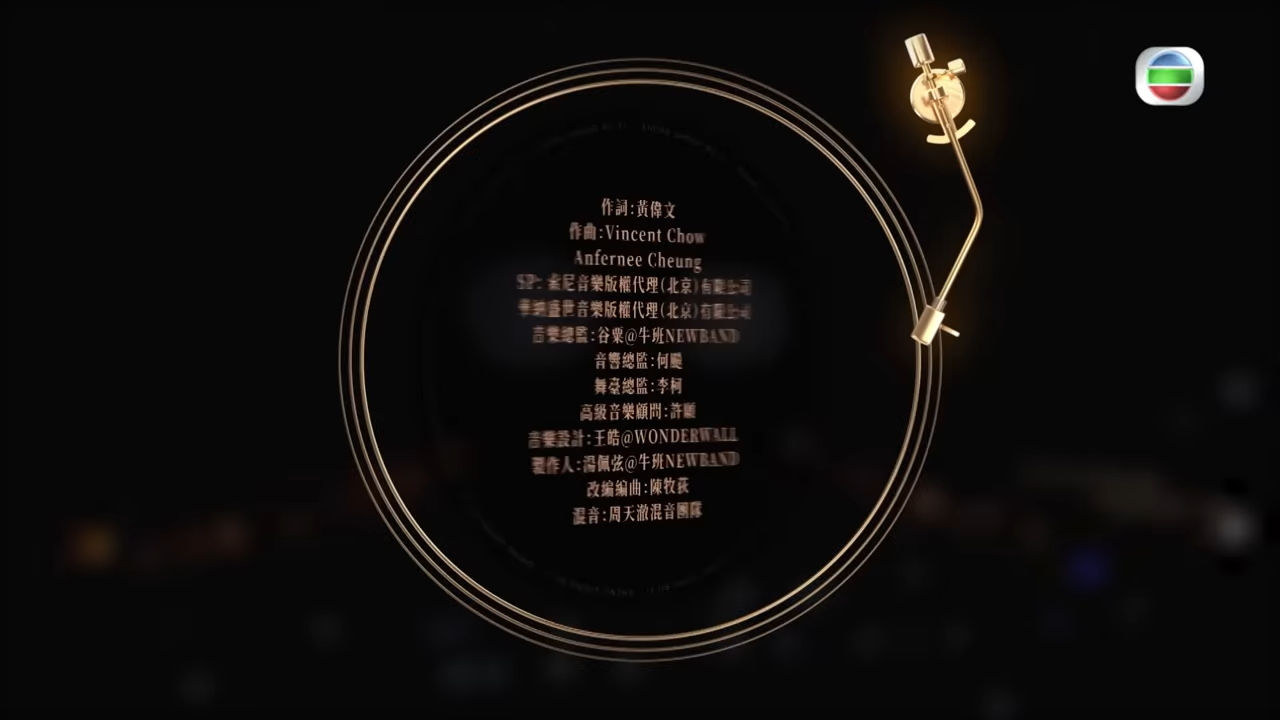 作詞:黃偉文
作曲:Vincent Chow
Anfernee Cheung
SP: 索尼音樂版權代理(北京)有限公司
華納盛世音樂版權代理(北京)有限公司
音樂總監:谷粟@牛班NEWBAND
音響總監:何飈
舞臺總監:李柯
高級音樂顧問:許願
音樂設計:王皓@WONDERWALL
製作人:湯佩弦@牛班NEWBAND
改編編曲:陳牧荻
混音:周天澈混音團隊